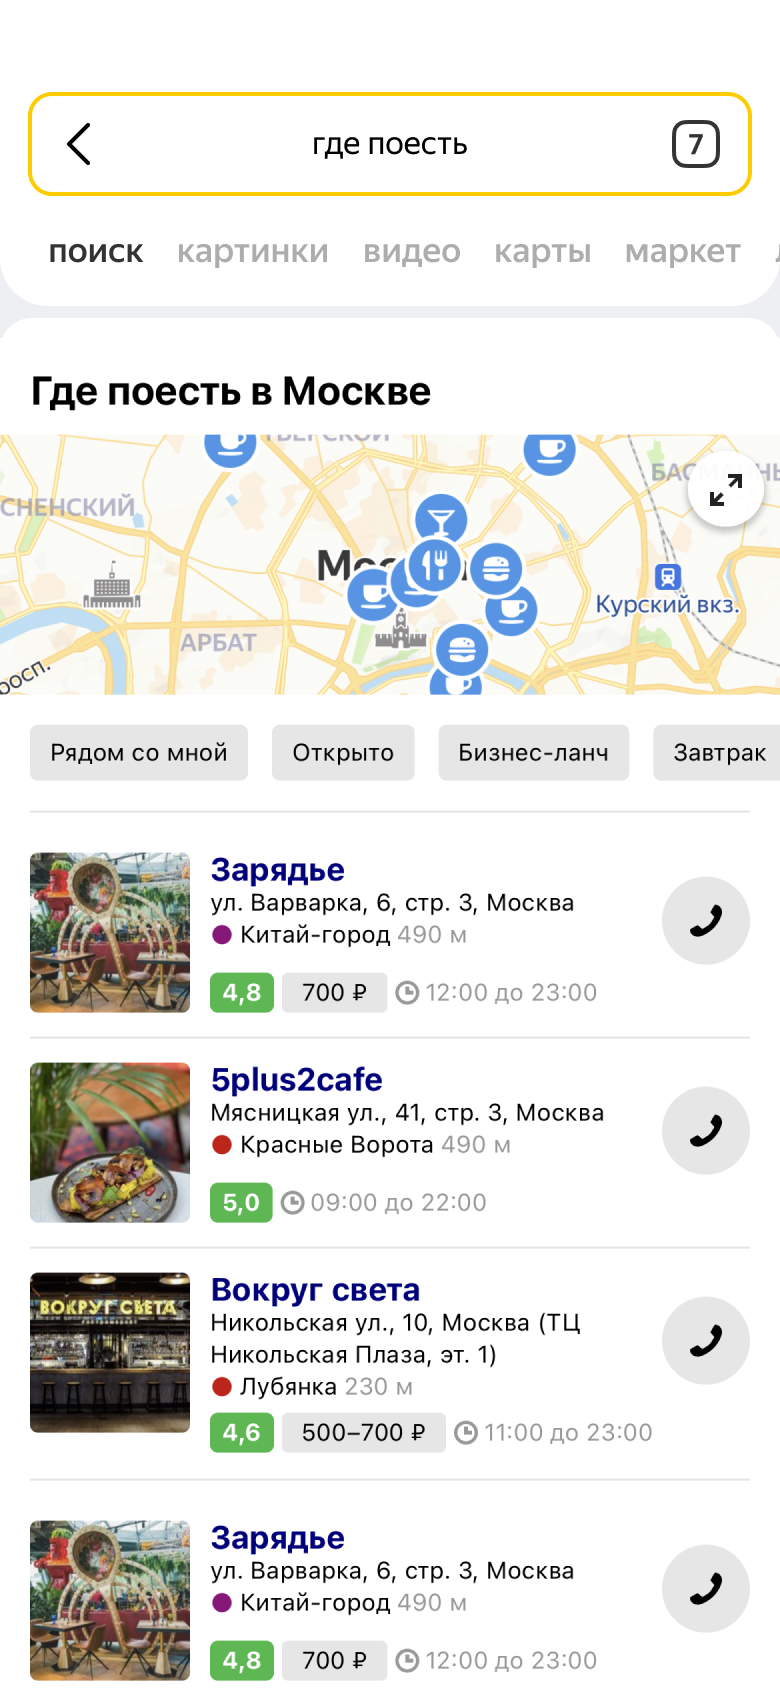 где поесть
7
поиск картинки видео карты маркет
Где поесть в Москве
АРБАТ
Курский вкз.
Рядом со мной Открыто Бизнес-ланч Завтрак
Зарядье
ул. Варварка, 6, стр. 3, Москва
Китай-город 490 м
4,8 700 ₽ 12:00 до 23:00
5plus2cafe
Мясницкая ул., 41, стр. 3, Москва
Красные Ворота 490 м
5,0 09:00 до 22:00
ВОКРУГ СВЕТА
Вокруг света
Никольская ул., 10, Москва (ТЦ
Никольская Плаза, эт. 1)
Лубянка 230 м
4,6 500–700 ₽ 11:00 до 23:00
Зарядье
ул. Варварка, 6, стр. 3, Москва
Китай-город 490 м
4,8 700 ₽ 12:00 до 23:00